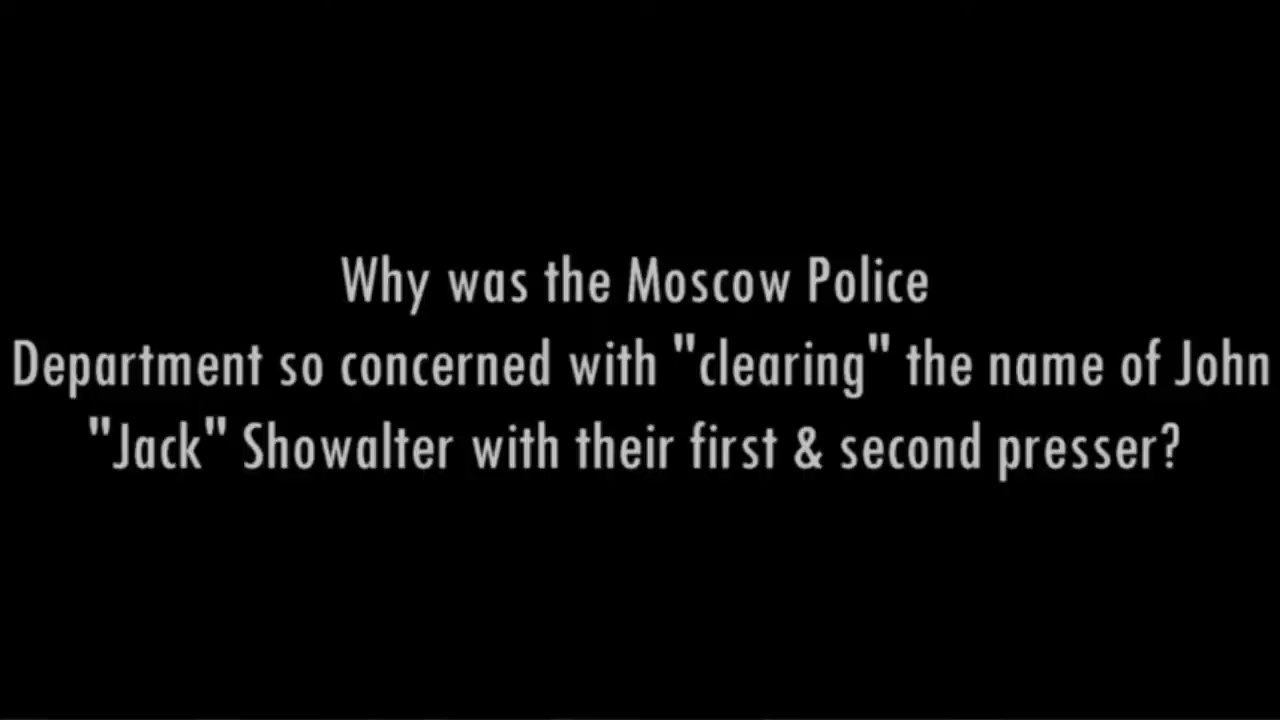 Why was the Moscow Police
Department so concerned with "clearing" the name of John
"Jack" Showalter with their first & second presser?